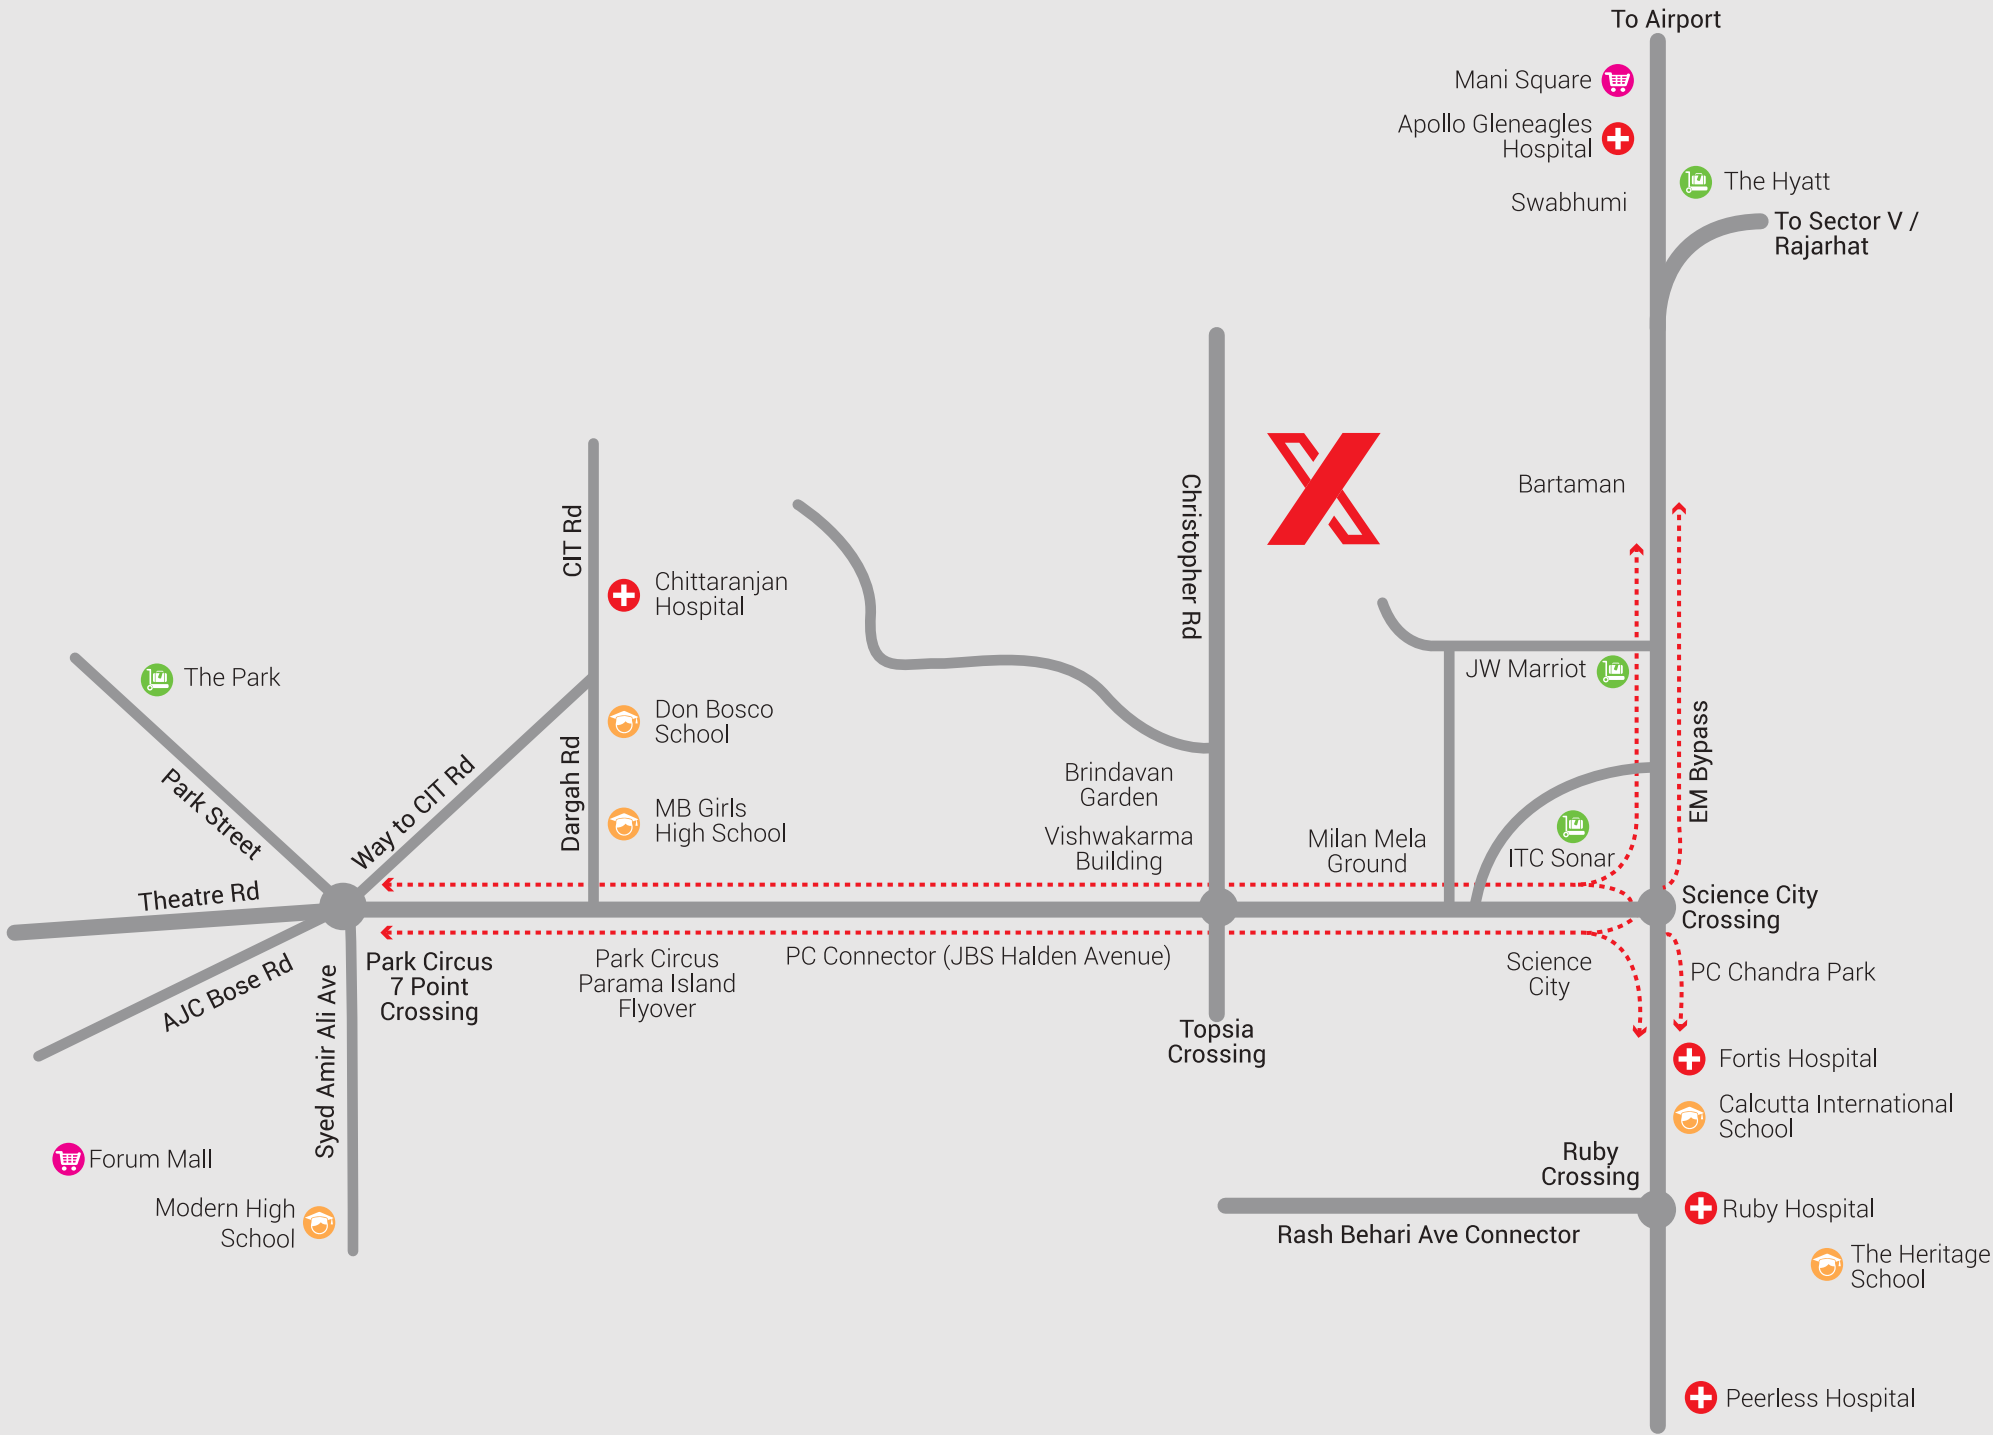 To Airport
Mani Square
Apollo Gleneagles
Hospital
The Hyatt
Swabhumi
To Sector V /
Rajarhat
Bartaman
Christopher Rd
CIT Rd
Chittaranjan
Hospital
JW Marriot
The Park
Don Bosco
School
EM Bypass
Dargah Rd
Way to CIT Rd
Park Street
Brindavan
Garden
MB Girls
High School
Vishwakarma
Building
Milan Mela
Ground
ITC Sonar
Theatre Rd
Science City
Crossing
AJC Bose Rd
Syed Amir Ali Ave
Park Circus
7 Point
Crossing
Park Circus
Parama Island
Flyover
PC Connector (JBS Halden Avenue)
Science
City
PC Chandra Park
Topsia
Crossing
Fortis Hospital
Calcutta International
School
Forum Mall
Ruby
Crossing
Modern High
School
Ruby Hospital
Rash Behari Ave Connector
The Heritage
School
Peerless Hospital